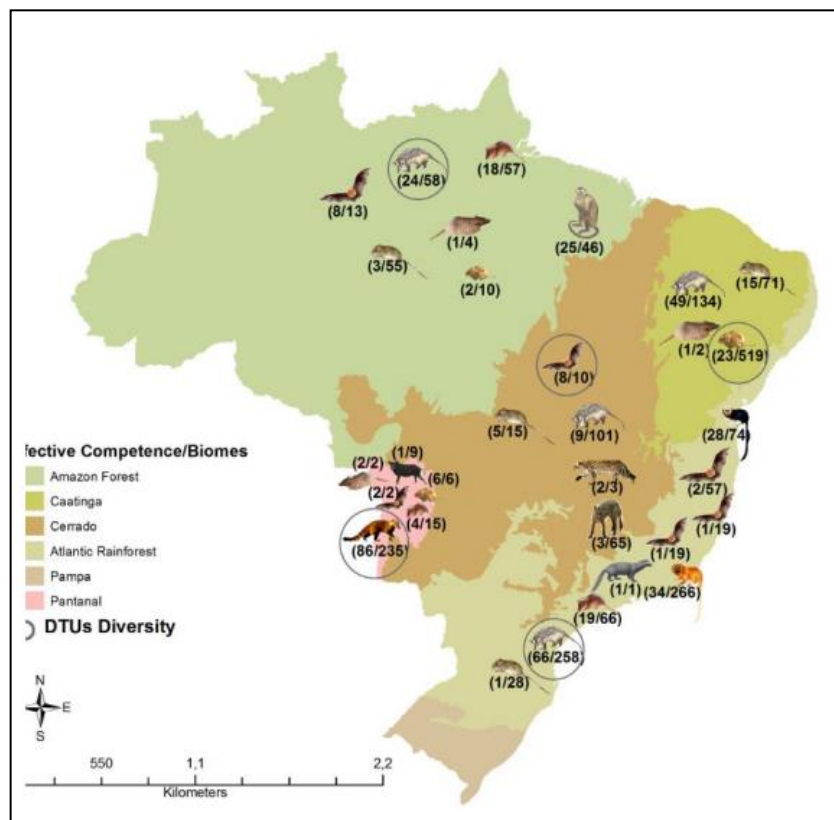 (24/58)
(18/57)
(8/13)
(1/4)
(25/46)
(3/55)
(2/10)
(49/134)
(15/71)
(1/2)
(23/519)
(8/10)
(5/15)
(9/101)
(28/74)
fective Competence/Biomes
(1/9)
(2/2)
(6/6)
(2/3)
(2/57)
Amazon Forest
(2/2)
Caatinga
(4/15)
(1/19)
Cerrado
(86/235)
(3/65)
(1/19)
Atlantic Rainforest
Pampa
(1/1)
(34/266)
Pantanal
(19/66)
DTUs Diversity
(66/258)
(1/28)
N
E
S
550
1,1
2,2
Kilometers